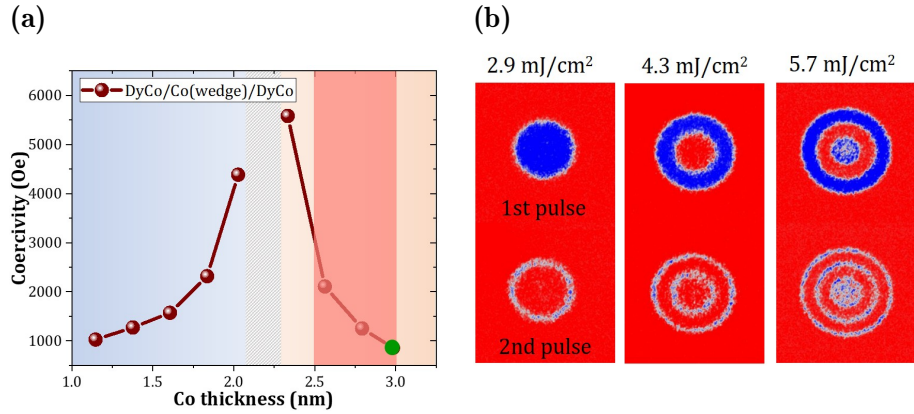 (a)
DyCo/Co(wedge)/DyCo
Coercivity (Oe)
6000
5000
4000
3000
2000
1000
1.0 1.5 2.0 2.5 3.0
Co thickness (nm)
(b)
2.9 mJ/cm² 4.3 mJ/cm² 5.7 mJ/cm²
1st pulse
2nd pulse